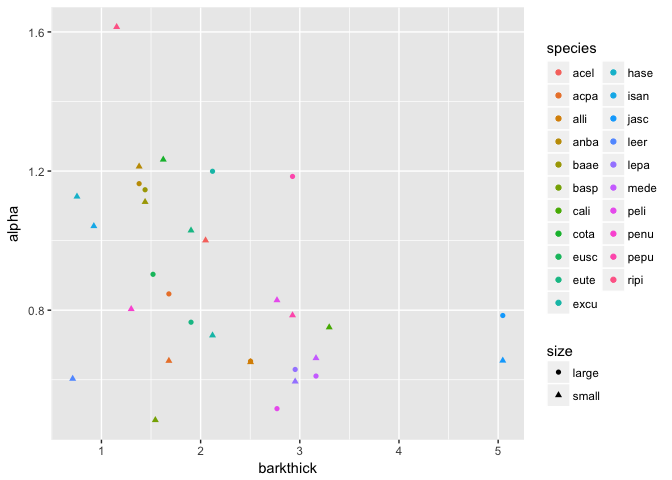 1.6
1.2
0.8
alpha
1 2 3 4 5
barkthick
species
acel hase
acpa isan
alli jasc
anba leer
baae lepa
basp mede
cali peli
cota penu
eusc pepu
eute ripi
excu
size
large
small